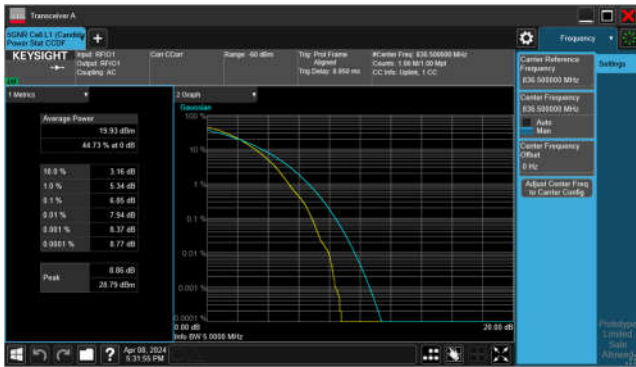 Transceiver A
5GNR Cell L1 (Candida
Power Stat CCDF
Frequency
KEYSIGHT
Input: RFIO1
Output: RFIO1
Coupling: AC
Corr CCorr
Range: -60 dBm
Trig: Prot Frame
Aligned
Trig Delay: 8.850 ms
#Center Freq: 836.500000 MHz
Counts: 1.00 M/1.00 Mpt
CC Info: Uplink, 1 CC
1 Metrics
Average Power
19.93 dBm
44.73 % at 0 dB
10.0 % 3.16 dB
1.0 % 5.34 dB
0.1 % 6.85 dB
0.01 % 7.94 dB
0.001 % 8.37 dB
0.0001 % 8.77 dB
Peak
8.86 dB
28.79 dBm
2 Graph
Gaussian
100 %
10 %
1 %
0.1 %
0.01 %
0.001 %
0.0001 %
0.00 dB
20.00 dB
Info BW 5.0000 MHz
Carrier Reference
Frequency
836.500000 MHz
Center Frequency
836.500000 MHz
Auto
Man
Center Frequency
Offset
0 Hz
Adjust Center Freq
to Carrier Config
Settings
Prototype
Limited
Sale
Allowed
Apr 08, 2024
5:31:55 PM